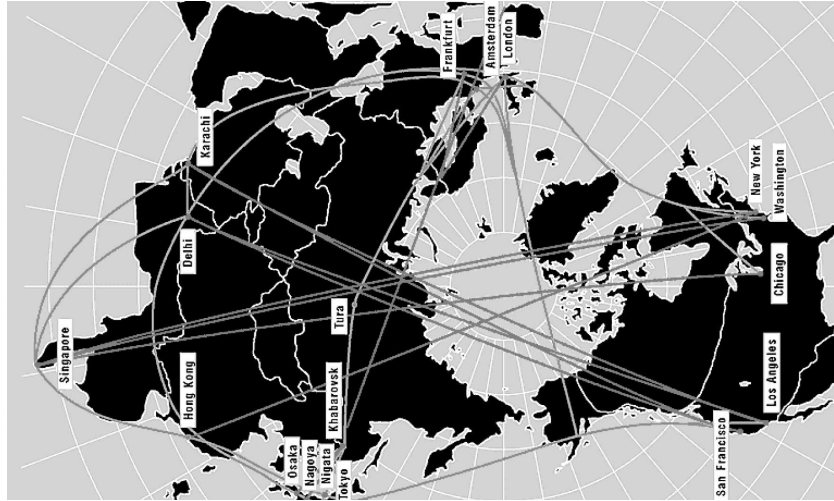 Frankfurt
Amsterdam
London
Karachi
Delhi
Singapore
Hong Kong
Tura
Khabarovsk
Osaka
Nagoya
Nigata
Tokyo
New York
Washington
Chicago
Los Angeles
San Francisco